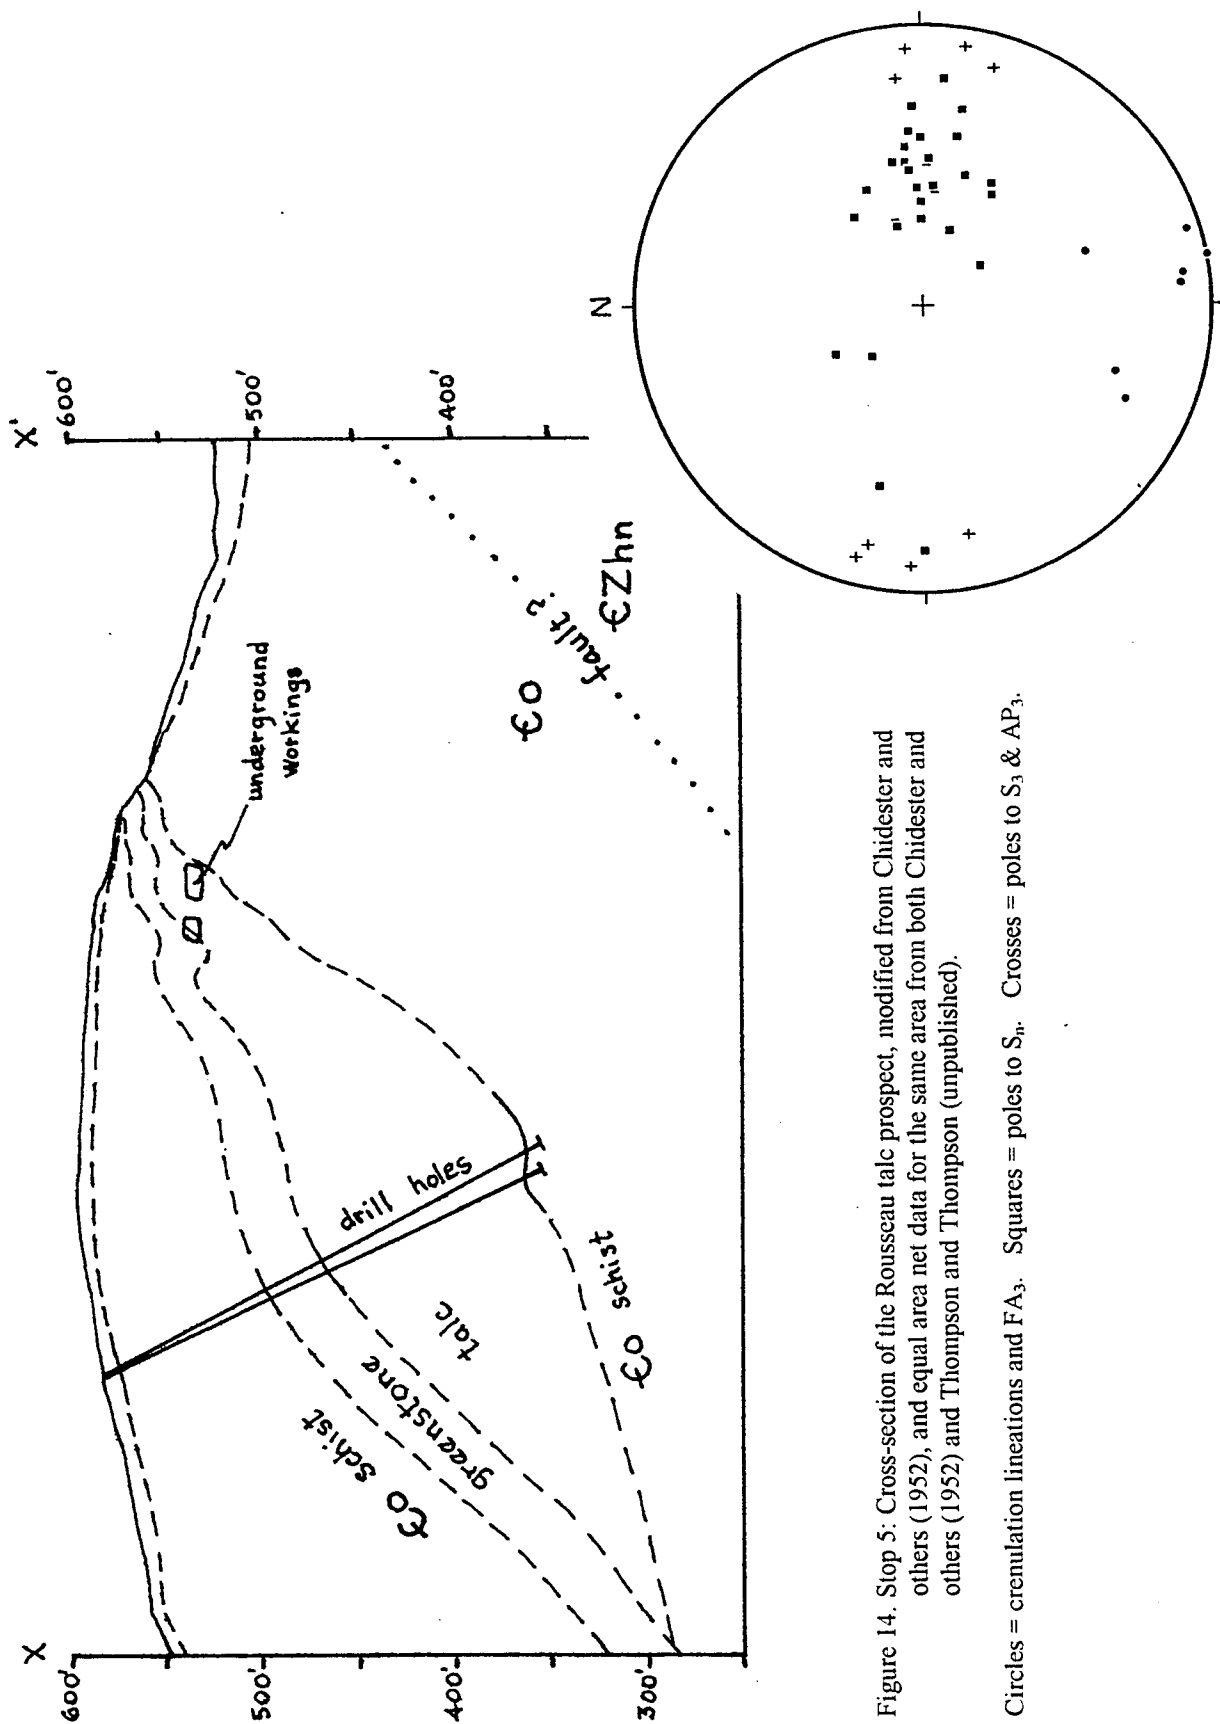 X
X'
600'
500'
400'
300'
600'
500'
400'
underground
workings
drill holes
Ꞓo schist
greenstone
talc
Ꞓo schist
ꞒO
fault?
ꞒZhn
N
Figure 14. Stop 5: Cross-section of the Rousseau talc prospect, modified from Chidester and
others (1952), and equal area net data for the same area from both Chidester and
others (1952) and Thompson and Thompson (unpublished).
Circles = crenulation lineations and FA₃. Squares = poles to Sₙ. Crosses = poles to S₃ & AP₃.